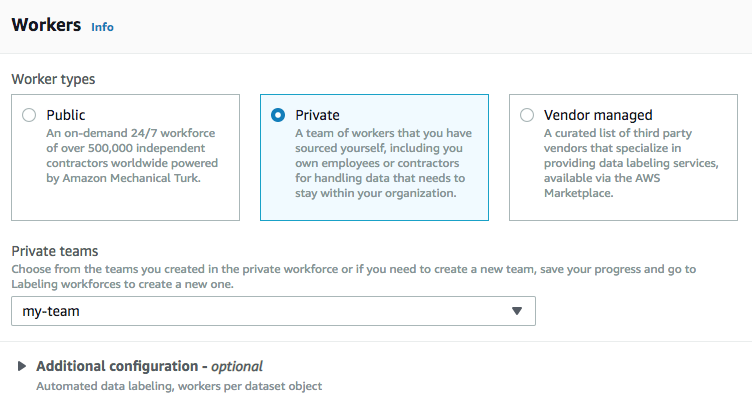 Workers Info
Worker types
Public
An on-demand 24/7 workforce
of over 500,000 independent
contractors worldwide powered
by Amazon Mechanical Turk.
Private
A team of workers that you have
sourced yourself, including you
own employees or contractors
for handling data that needs to
stay within your organization.
Vendor managed
A curated list of third party
vendors that specialize in
providing data labeling services,
available via the AWS
Marketplace.
Private teams
Choose from the teams you created in the private workforce or if you need to create a new team, save your progress and go to
Labeling workforces to create a new one.
my-team
Additional configuration - optional
Automated data labeling, workers per dataset object